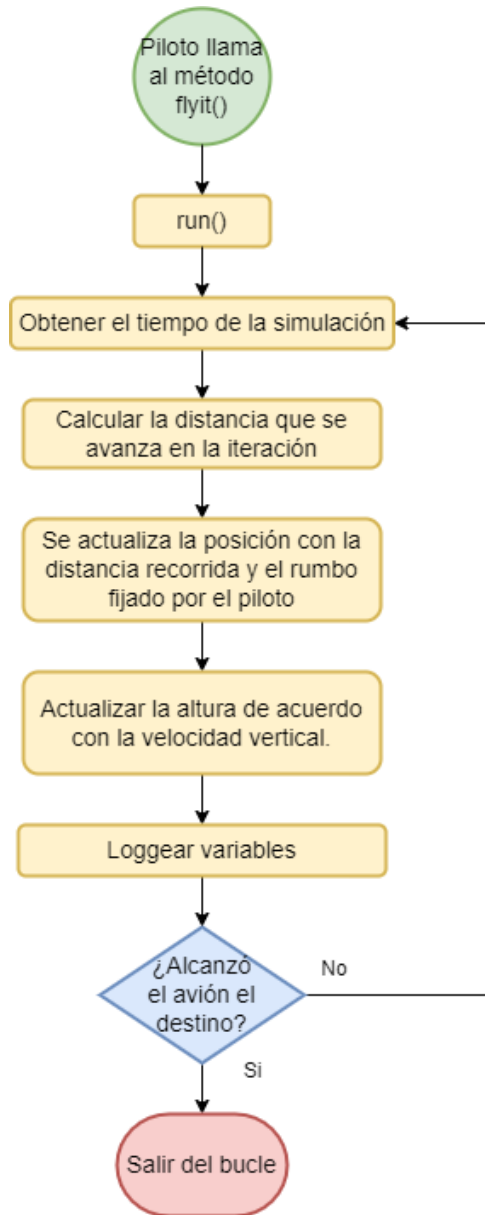 Piloto llama
al método
flyit()
run()
Obtener el tiempo de la simulación
Calcular la distancia que se
avanza en la iteración
Se actualiza la posición con la
distancia recorrida y el rumbo
fijado por el piloto
Actualizar la altura de acuerdo
con la velocidad vertical.
Loggear variables
¿Alcanzó
el avión el
destino?
No
Si
Salir del bucle